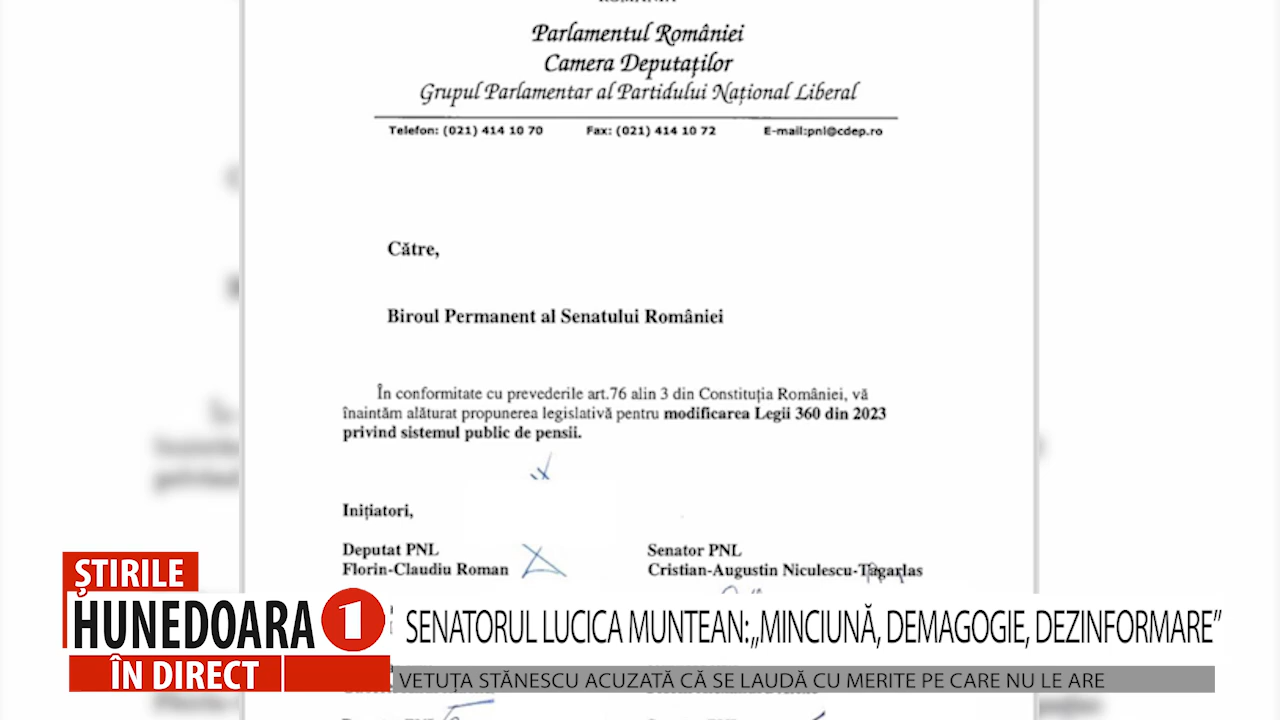 Parlamentul României
Camera Deputaților
Grupul Parlamentar al Partidului Național Liberal
Telefon: (021) 414 10 70 Fax: (021) 414 10 72 E-mail:pnl@cdep.ro
Către,
Biroul Permanent al Senatului României
În conformitate cu prevederile art.76 alin 3 din Constituția României, vă
înaintăm alăturat propunerea legislativă pentru modificarea Legii 360 din 2023
privind sistemul public de pensii.
Inițiatori,
Deputat PNL Senator PNL
Florin-Claudiu Roman Cristian-Augustin Niculescu-Țagarlas
ȘTIRILE
HUNEDOARA 1
ÎN DIRECT
SENATORUL LUCICA MUNTEAN:„MINCIUNĂ, DEMAGOGIE, DEZINFORMARE”
VETUȚA STĂNESCU ACUZATĂ CĂ SE LAUDĂ CU MERITE PE CARE NU LE ARE